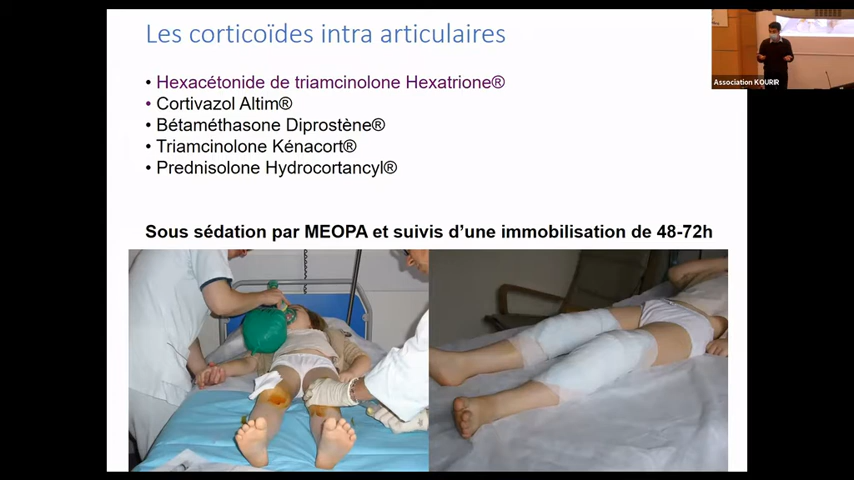 Les corticoïdes intra articulaires
• Hexacétonide de triamcinolone Hexatrione®
• Cortivazol Altim®
• Bétaméthasone Diprostène®
• Triamcinolone Kénacort®
• Prednisolone Hydrocortancyl®
Sous sédation par MEOPA et suivis d'une immobilisation de 48-72h
Association KOURIR